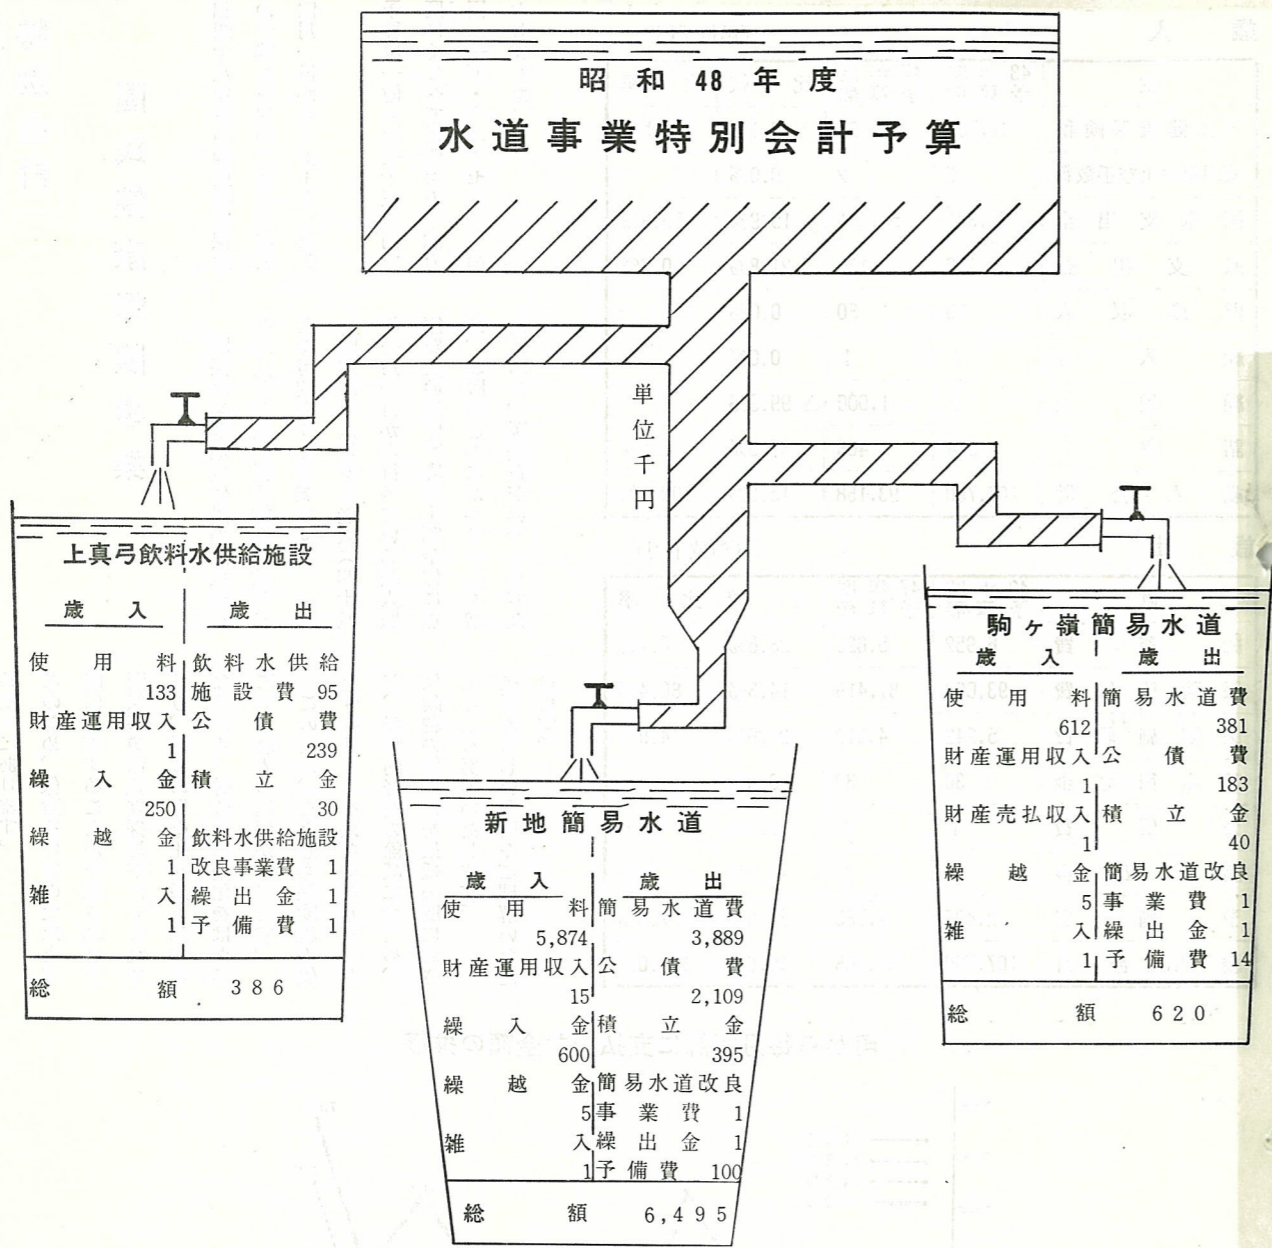 昭和48年度
水道事業特別会計予算
単位千円
上真弓飲料水供給施設
歳入 歳出
使用料 飲料水供給
133 施設費 95
財産運用収入 公債費
1 239
繰入金 積立金
250 30
繰越金 飲料水供給施設
1 改良事業費 1
雑入 繰出金 1
1 予備費 1
総額 386
新地簡易水道
歳入 歳出
使用料 簡易水道費
5,874 3,889
財産運用収入 公債費
15 2,109
繰入金 積立金
600 395
繰越金 簡易水道改良
5 事業費 1
雑入 繰出金 1
1 予備費 100
総額 6,495
駒ヶ嶺簡易水道
歳入 歳出
使用料 簡易水道費
612 381
財産運用収入 公債費
1 183
財産売払収入 積立金
1 40
繰越金 簡易水道改良
5 事業費 1
雑入 繰出金 1
1 予備費 14
総額 620